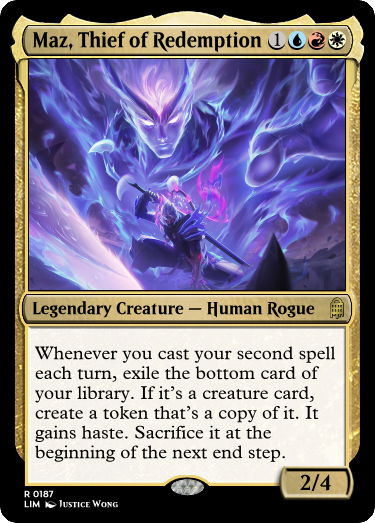 Maz, Thief of Redemption 1
Legendary Creature — Human Rogue
Whenever you cast your second spell
each turn, exile the bottom card of
your library. If it's a creature card,
create a token that's a copy of it. It
gains haste. Sacrifice it at the
beginning of the next end step.
2/4
R 0187
LIM Justice Wong